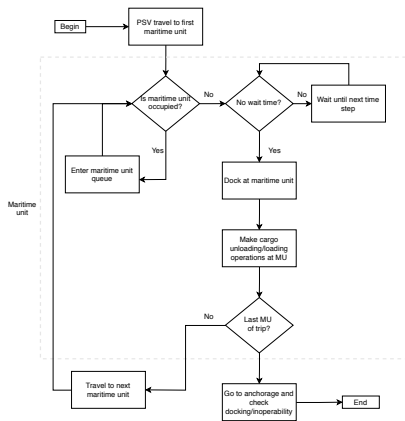 PSV travel to first
maritime unit
Begin
Is maritime unit
occupied?
No
No wait time?
No
Wait until next time
step
Yes
Yes
Enter maritime unit
queue
Dock at maritime unit
Maritime
unit
Make cargo
unloading/loading
operations at MU
No
Last MU
of trip?
Travel to next
maritime unit
Go to anchorage and
check
docking/inoperability
End